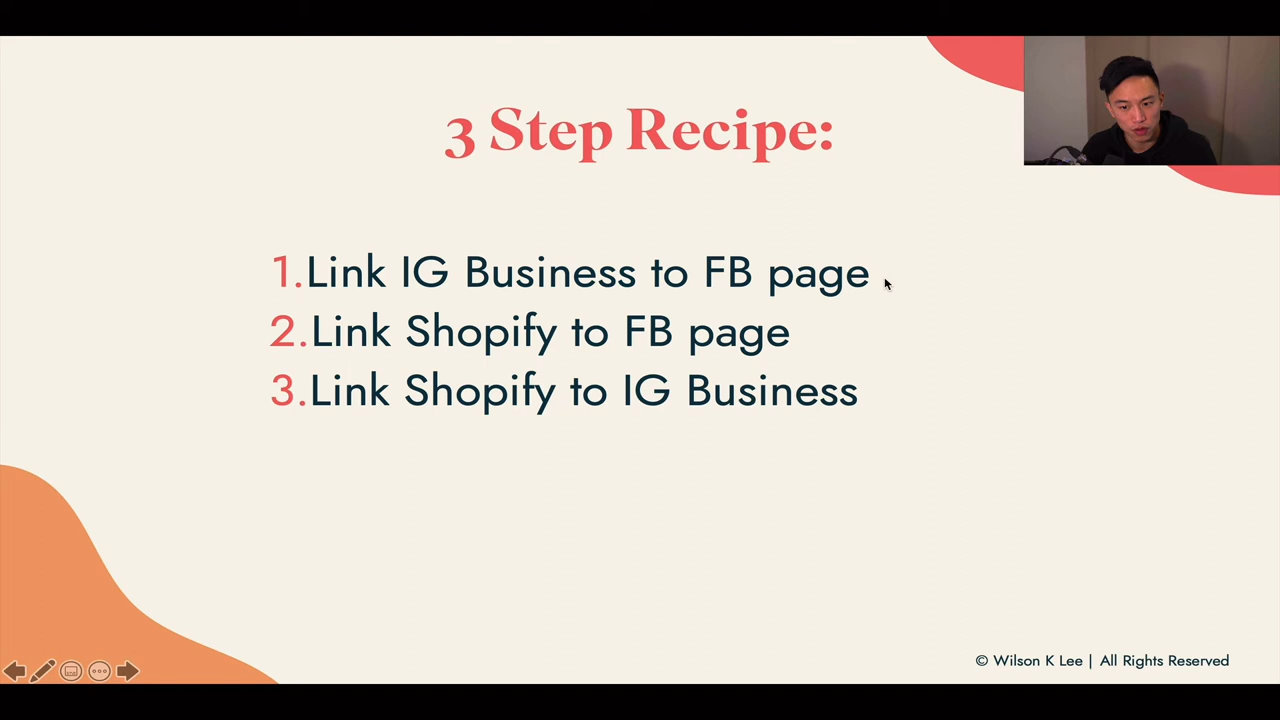 3 Step Recipe:
1.Link IG Business to FB page
2.Link Shopify to FB page
3.Link Shopify to IG Business
© Wilson K Lee | All Rights Reserved